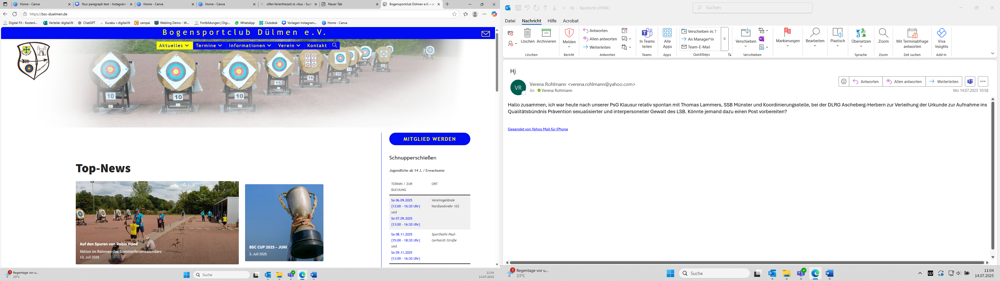 Home - Canva
Your paragraph text - Instagram
Home - Canva
Home - Canva
olfen ferienfreizeit st. vitus - Such
Neuer Tab
Bogensportclub Dülmen e.V. – or
https://bsc-duelmen.de
Digital Fit - Kostenl...
Verteiler digital.fit
ChatGPT
Kurabu • digital.fit
campai
Webling Demo - W...
Fortbildungen | Digi...
WhatsApp
Clubdesk
Vorlagen Instagram...
Home - Canva
Bogensportclub Dülmen e.V.
Aktuelles
Termine
Informationen
Verein
Kontakt
10
10
10
15
18
20
25
30
MITGLIED WERDEN
Schnupperschießen
Jugendliche ab 14 J. / Erwachsene
TERMIN / ZUR BUCHUNG
ORT
Sa 06.09.2025
(13:00 - 16:30 Uhr)
und
So 07.09.2025
(13:00 - 16:30 Uhr)
Vereinsgelände
Nordlandwehr 103
Sa 08.11.2025
(15:00 - 18:30 Uhr)
und
So 09.11.2025
(13:00 - 16:30 Uhr)
Sporthalle Paul-
Gerhardt-Straße
Top-News
Auf den Spuren von Robin Hood
Aktion im Rahmen des Sommerferienkalenders
13. Juli 2025
BSC CUP 2025 – JUNI
3. Juli 2025
1
Regentage vor u...
23°C
Suche
11:04
14.07.2025
Hj - Nachricht (HTML)
Suchen
Datei
Nachricht
Hilfe
Acrobat
Löschen
Archivieren
Löschen
Melden
Bericht
Antworten
Allen antworten
Weiterleiten
Antworten
In Teams
teilen
Teams
Alle
Apps
Apps
Verschieben in: ?
An Manager*in
Team-E-Mail
QuickSteps
Verschieben
Verschieben
Markierungen
Bearbeiten
Plastisch
Übersetzen
Sprache
Zoom
Zoom
Mit Terminabfrage
antworten
Zeit suchen
Viva
Insights
Add-In
Hj
VR
Verena Rohlmann <verena.rohlmann@yahoo.com>
An Verena Rohlmann
Antworten
Allen antworten
Weiterleiten
Mo 14.07.2025 10:58
Hallo zusammen, ich war heute nach unserer PsG Klausur relativ spontan mit Thomas Lammers, SSB Münster und Koordinierungsstelle, bei der DLRG Ascheberg-Herbern zur Verleihung der Urkunde zur Aufnahme ins
Qualitätsbündnis Prävention sexualisierter und interpersoneller Gewalt des LSB. Könnte jemand dazu einen Post vorbereiten?
Gesendet von Yahoo Mail für iPhone
1
Regentage vor u...
23°C
Suche
11:04
14.07.2025